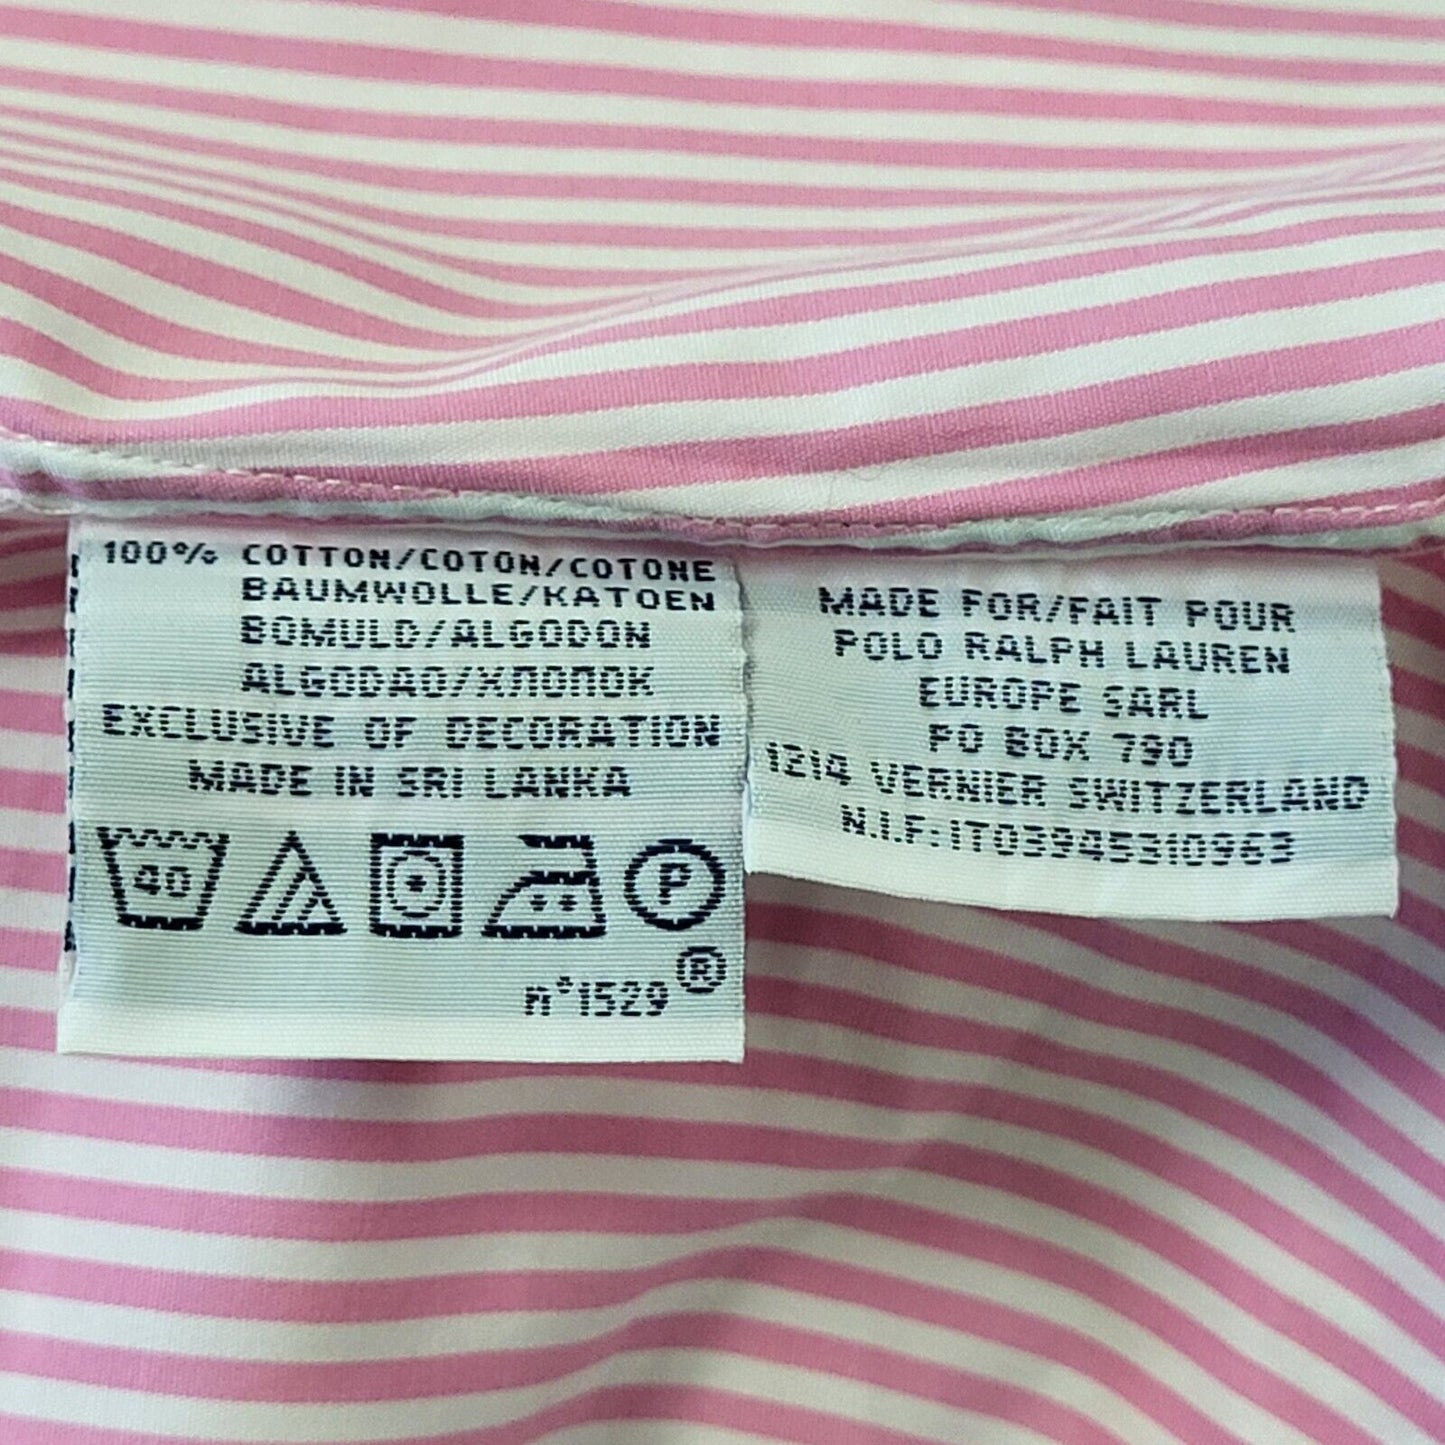 100% COTTON/COTON/COTONE
BAUMWOLLE/KATOEN
BOMULD/ALGODON
ALGODAO/ХЛОПОК
EXCLUSIVE OF DECORATION
MADE IN SRI LANKA
40
P
n°1529 ®
MADE FOR/FAIT POUR
POLO RALPH LAUREN
EUROPE SARL
PO BOX 790
1214 VERNIER SWITZERLAND
N.I.F:IT03945310963